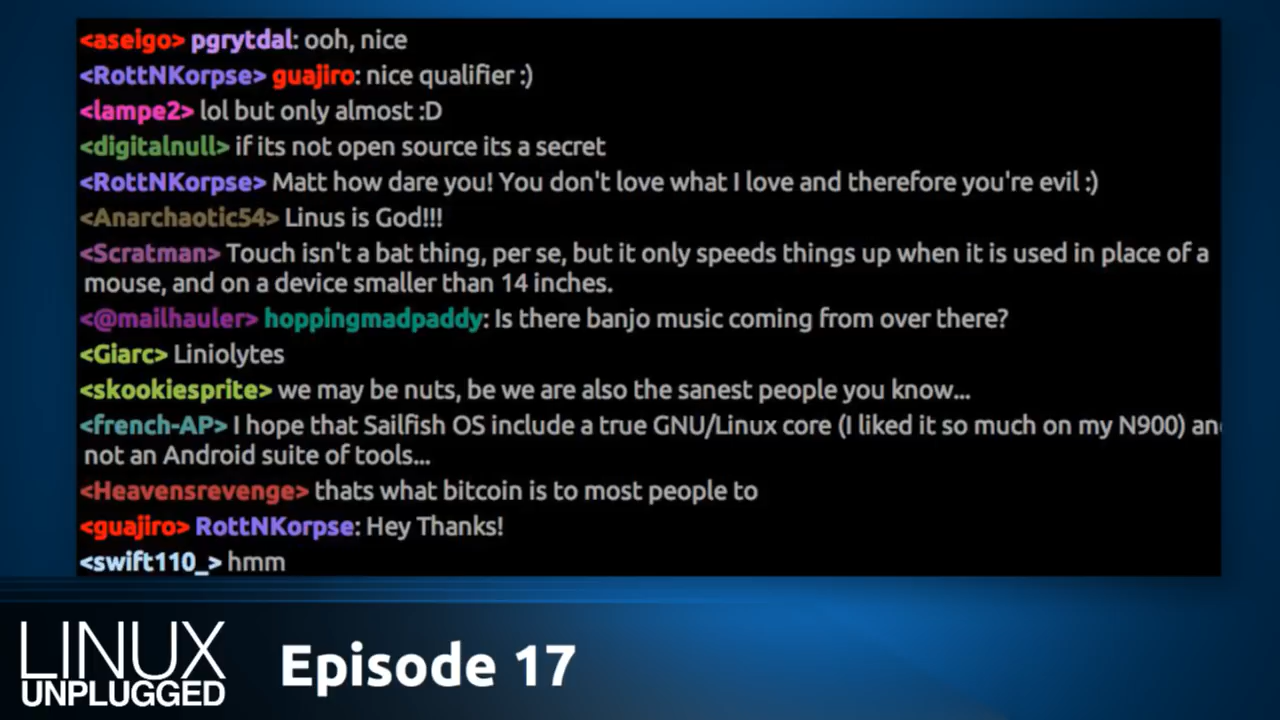 <aseigo> pgrytdal: ooh, nice
<RottNKorpse> guajiro: nice qualifier :)
<lampe2> lol but only almost :D
<digitalnull> if its not open source its a secret
<RottNKorpse> Matt how dare you! You don't love what I love and therefore you're evil :)
<Anarchaotic54> Linus is God!!!
<Scratman> Touch isn't a bat thing, per se, but it only speeds things up when it is used in place of a
mouse, and on a device smaller than 14 inches.
<@mailhauler> hoppingmadpaddy: Is there banjo music coming from over there?
<Giarc> Liniolytes
<skookiesprite> we may be nuts, be we are also the sanest people you know...
<french-AP> I hope that Sailfish OS include a true GNU/Linux core (I liked it so much on my N900) an
not an Android suite of tools...
<Heavensrevenge> thats what bitcoin is to most people to
<guajiro> RottNKorpse: Hey Thanks!
<swift110_> hmm
LINUX
UNPLUGGED
Episode 17